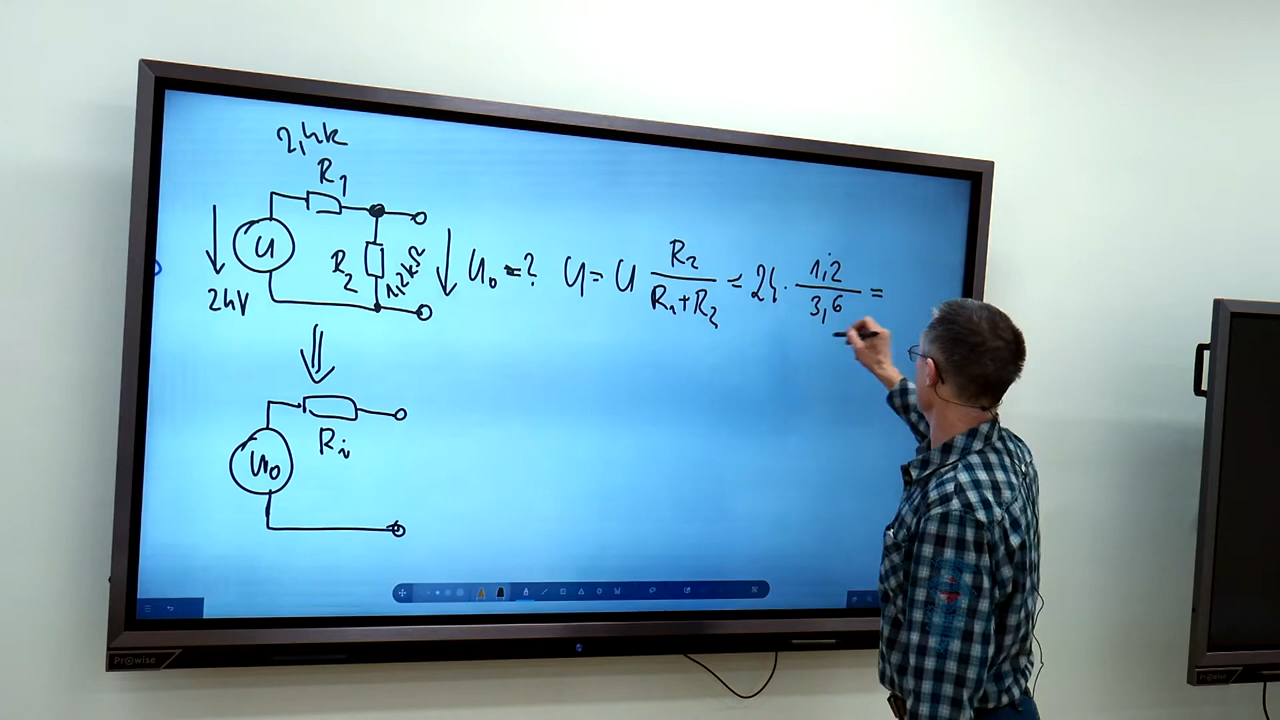 2,4k
R1
U
R2
1,2kΩ
24V
U0=? U=U R2/(R1+R2) = 24· 1,2/3,6 =
Ri
U0
Prowise
Prowise